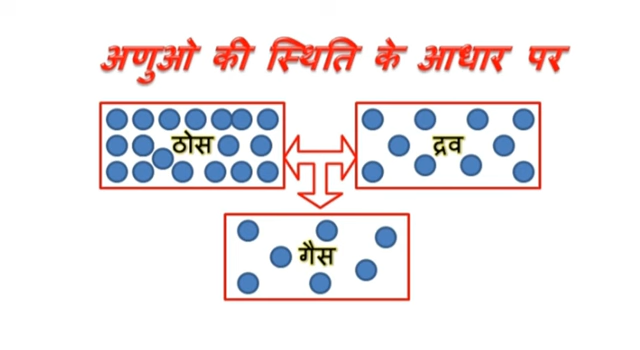 अणुओ की स्थिति के आधार पर
ठोस
द्रव
गैस